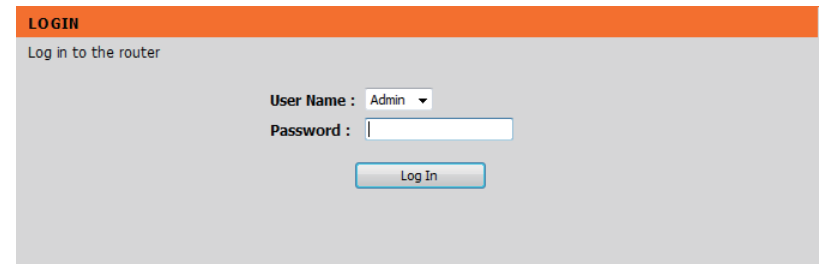 LOGIN
Log in to the router
User Name : Admin
Password :
Log In